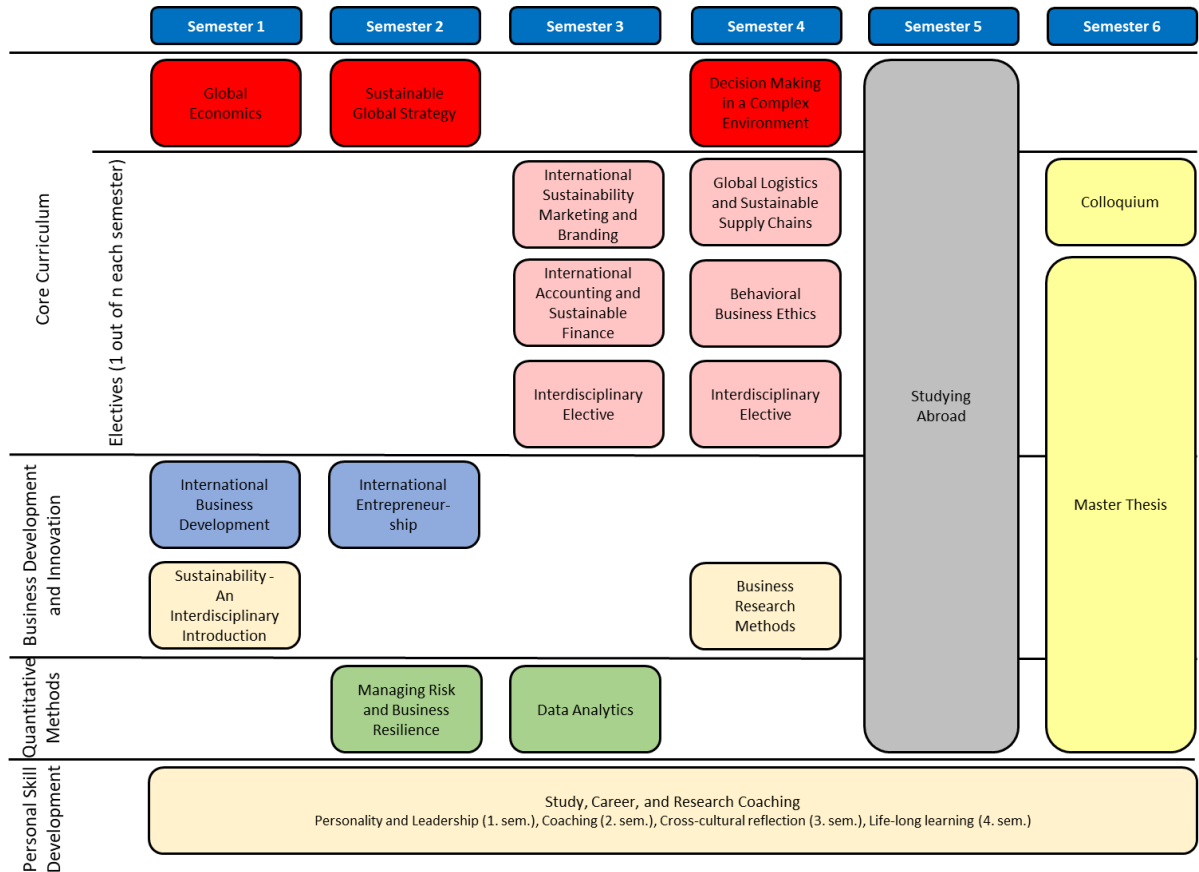 Semester 1
Semester 2
Semester 3
Semester 4
Semester 5
Semester 6
Core Curriculum
Global
Economics
Sustainable
Global Strategy
Decision Making
in a Complex
Environment
Electives (1 out of n each semester)
International
Sustainability
Marketing and
Branding
Global Logistics
and Sustainable
Supply Chains
Colloquium
International
Accounting and
Sustainable
Finance
Behavioral
Business Ethics
Interdisciplinary
Elective
Interdisciplinary
Elective
Studying
Abroad
Business Development
and Innovation
International
Business
Development
International
Entrepreneur-
ship
Master Thesis
Sustainability -
An
Interdisciplinary
Introduction
Business
Research
Methods
Quantitative
Methods
Managing Risk
and Business
Resilience
Data Analytics
Personal Skill
Development
Study, Career, and Research Coaching
Personality and Leadership (1. sem.), Coaching (2. sem.), Cross-cultural reflection (3. sem.), Life-long learning (4. sem.)